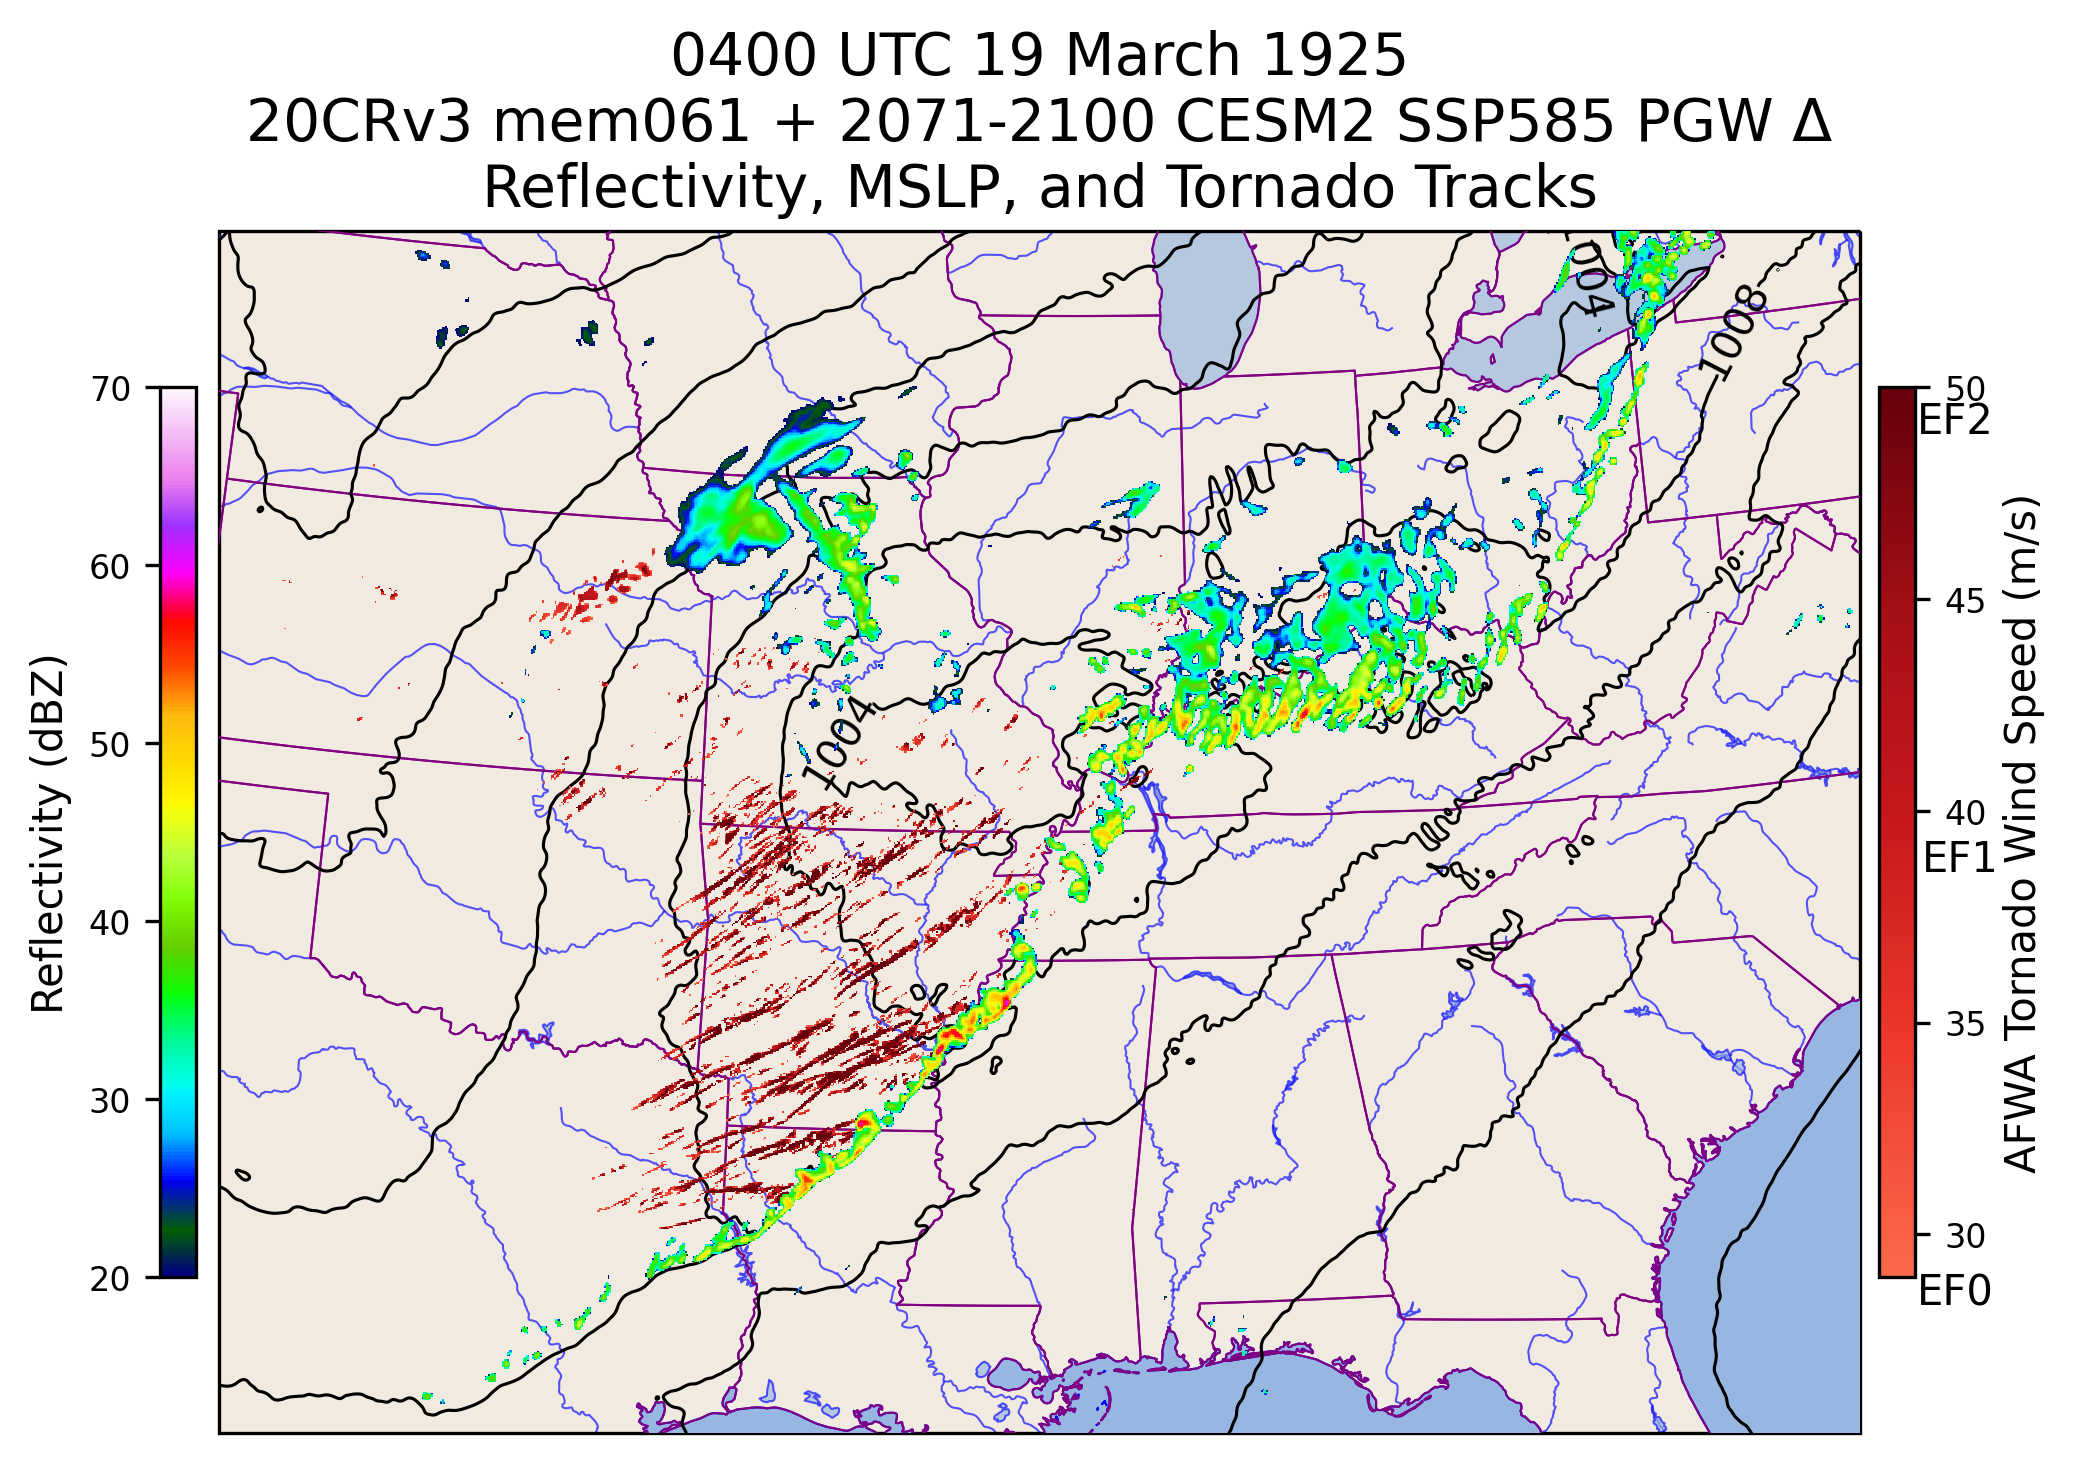 0400 UTC 19 March 1925
20CRv3 mem061 + 2071-2100 CESM2 SSP585 PGW Δ
Reflectivity, MSLP, and Tornado Tracks
70
60
50
40
30
20
Reflectivity (dBZ)
1004
1008
1004
50
EF2
45
40
EF1
35
30
EF0
AFWA Tornado Wind Speed (m/s)